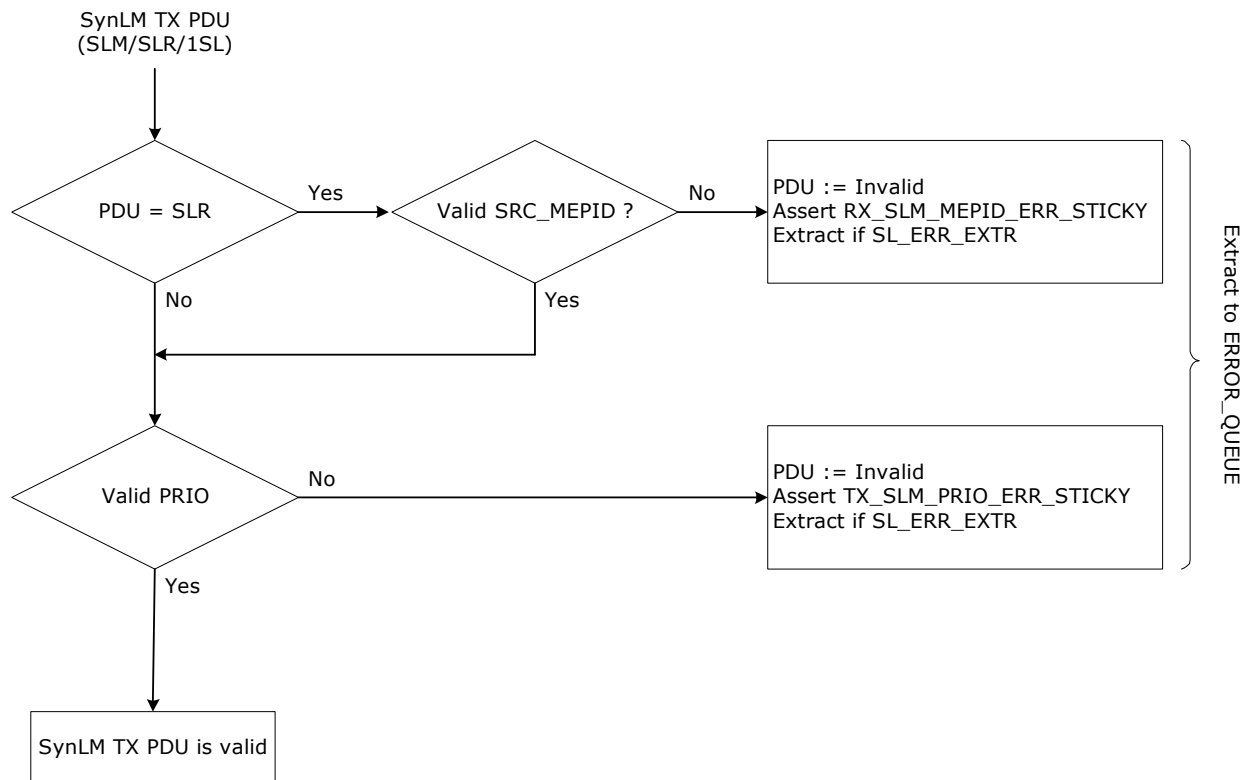 SynLM TX PDU
(SLM/SLR/1SL)
PDU = SLR
Yes
Valid SRC_MEPID ?
No
PDU := Invalid
Assert RX_SLM_MEPID_ERR_STICKY
Extract if SL_ERR_EXTR
No
Yes
Extract to ERROR_QUEUE
Valid PRIO
No
PDU := Invalid
Assert TX_SLM_PRIO_ERR_STICKY
Extract if SL_ERR_EXTR
Yes
SynLM TX PDU is valid